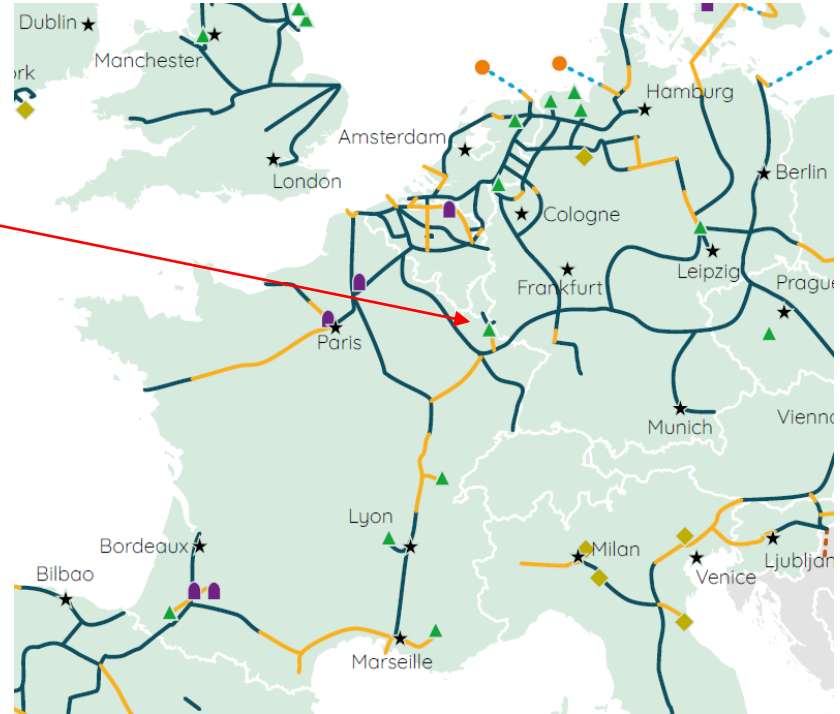 Dublin
Manchester
ork
London
Amsterdam
Hamburg
Berlin
Cologne
Leipzig
Frankfurt
Prague
Paris
Munich
Vienna
Lyon
Bordeaux
Milan
Ljubljan
Venice
Bilbao
Marseille